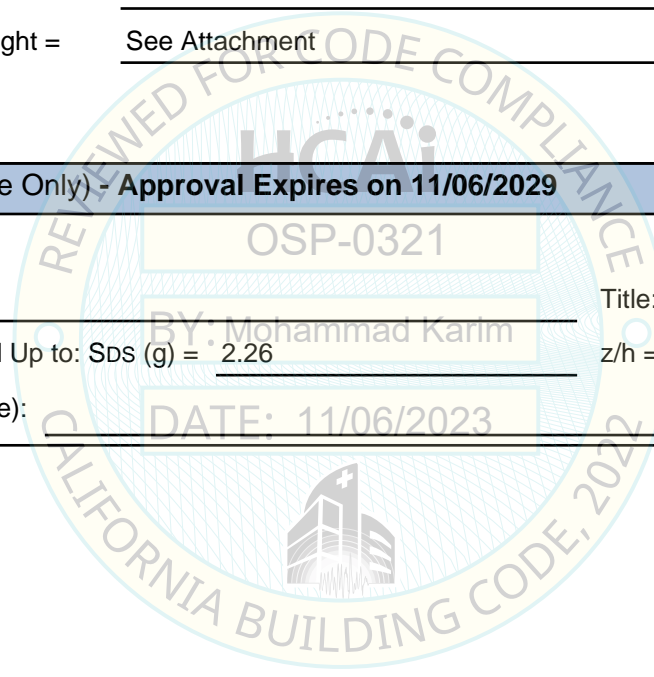 ght = See Attachment
REVIEWED FOR CODE COMPLIANCE
HCAi
e Only) - Approval Expires on 11/06/2029
OSP-0321
Title:
BY: Mohammad Karim
l Up to: SDS (g) = 2.26 z/h =
e):
DATE: 11/06/2023
CALIFORNIA BUILDING CODE, 2022